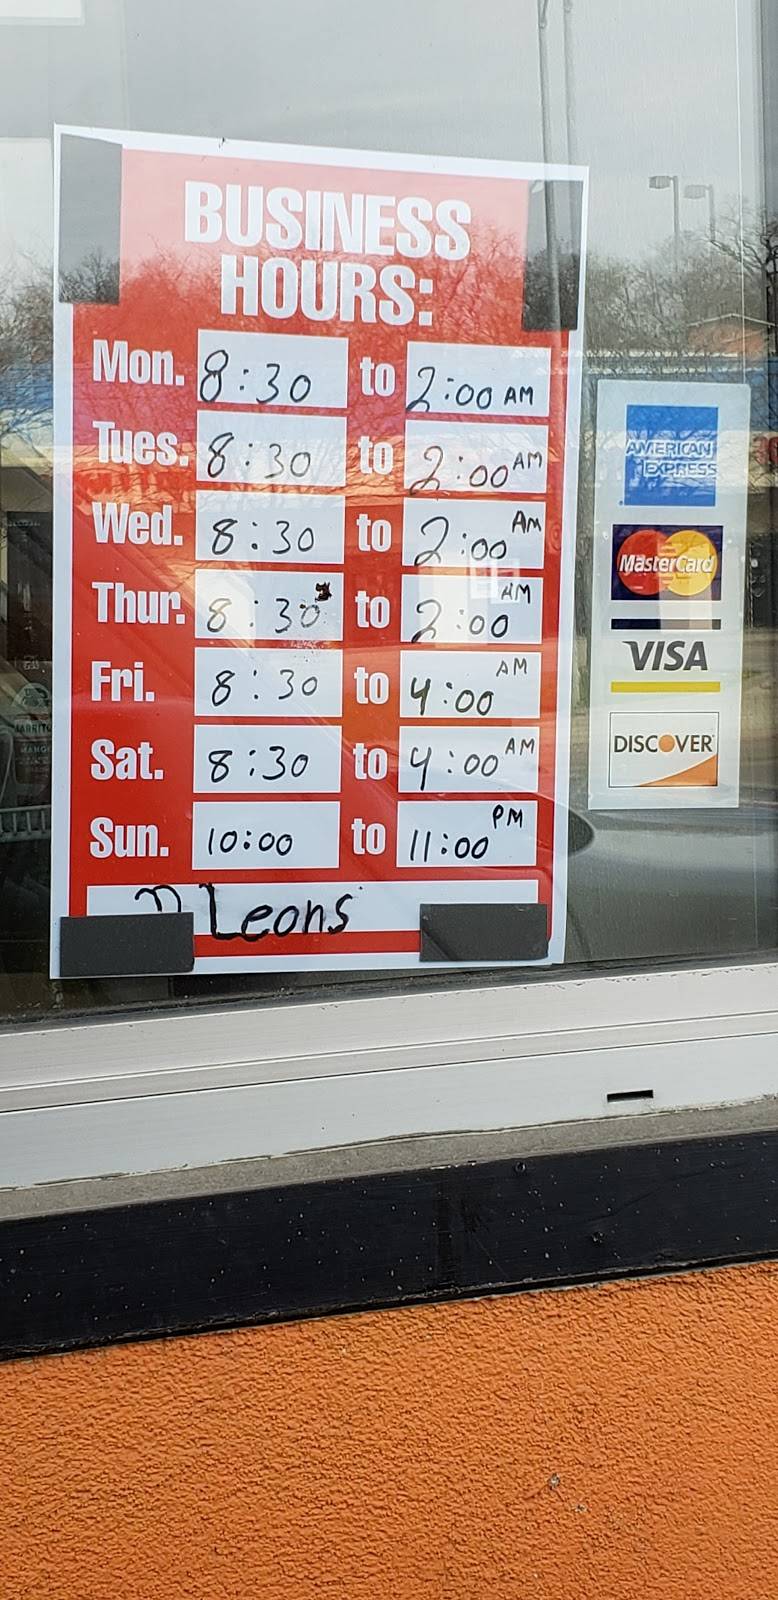 BUSINESS
HOURS:
Mon. 8:30 to 2:00 AM
Tues. 8:30 to 2:00 AM
Wed. 8:30 to 2:00 AM
Thur. 8:30 to 2:00 AM
Fri. 8:30 to 4:00 AM
Sat. 8:30 to 4:00 AM
Sun. 10:00 to 11:00 PM
D Leons
AMERICAN
EXPRESS
MasterCard
VISA
DISCOVER